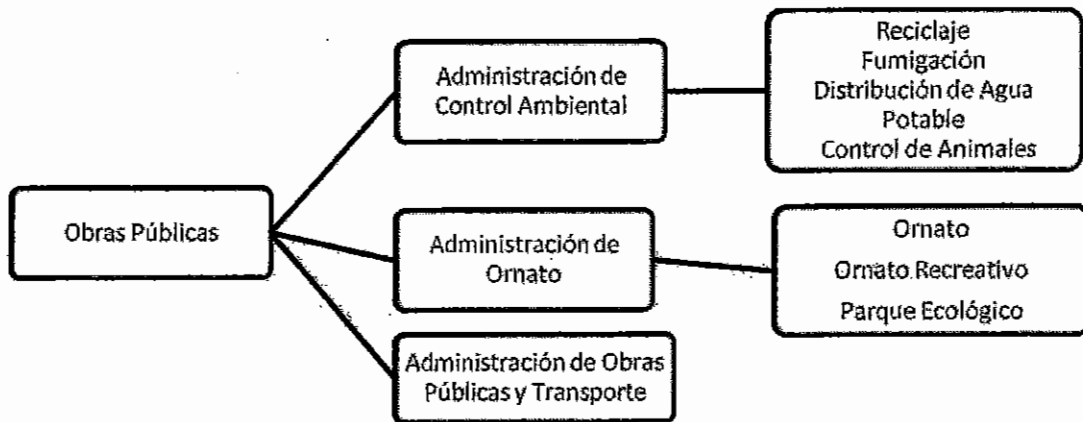 Obras Públicas
Administración de
Control Ambiental
Reciclaje
Fumigación
Distribución de Agua
Potable
Control de Animales
Administración de
Ornato
Ornato
Ornato Recreativo
Parque Ecológico
Administración de Obras
Públicas y Transporte